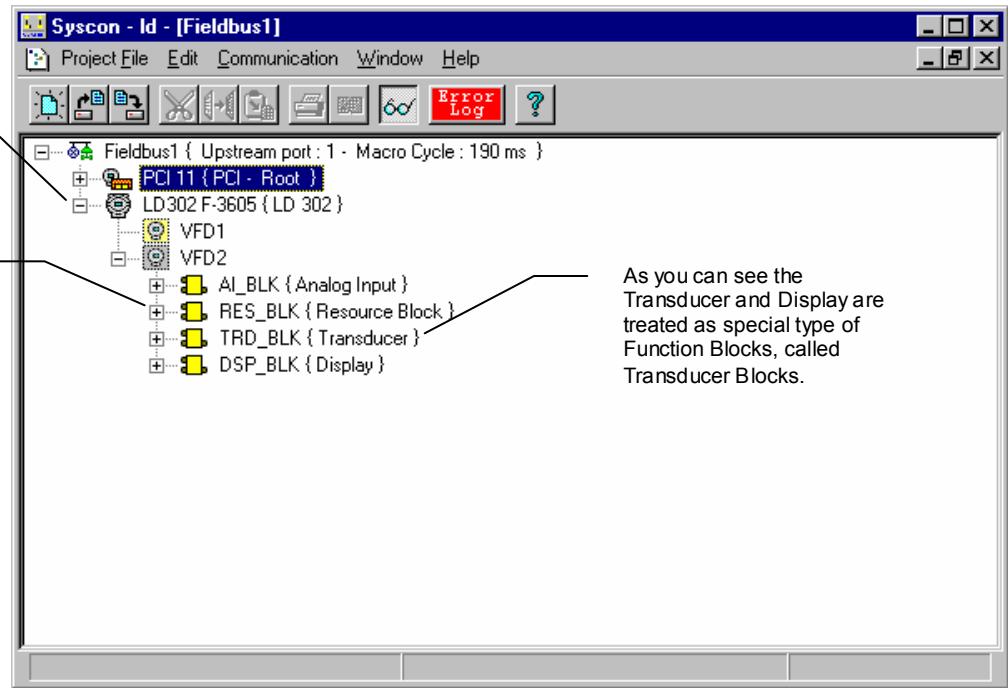 Syscon - ld - [Fieldbus1]
Project File Edit Communication Window Help
Error
Log
?
Fieldbus1 { Upstream port : 1 - Macro Cycle : 190 ms }
PCI 11 { PCI - Root }
LD302 F-3605 { LD 302 }
VFD1
VFD2
AI_BLK { Analog Input }
RES_BLK { Resource Block }
TRD_BLK { Transducer }
DSP_BLK { Display }
As you can see the
Transducer and Display are
treated as special type of
Function Blocks, called
Transducer Blocks.